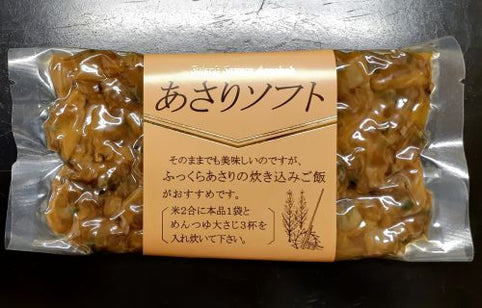 あさりソフト
そのままでも美味しいのですが、
ふっくらあさりの炊き込みご飯
がおすすめです。
米2合に本品1袋と
めんつゆ大さじ3杯を
入れ炊いて下さい。